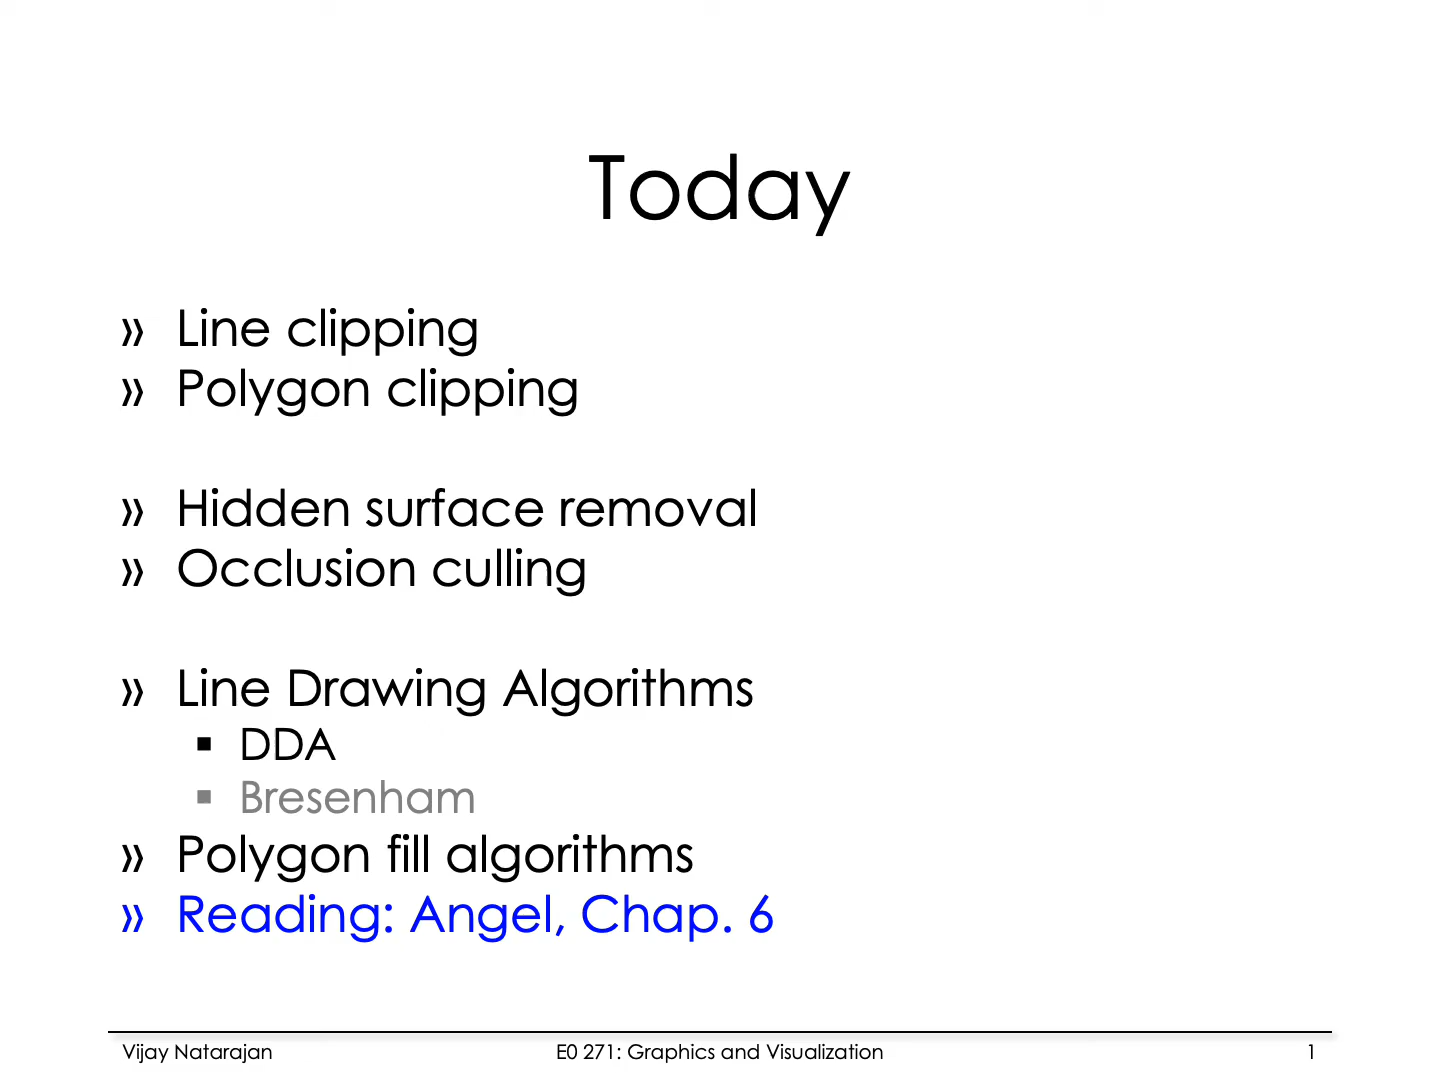 Today
» Line clipping
» Polygon clipping
» Hidden surface removal
» Occlusion culling
» Line Drawing Algorithms
▪ DDA
▪ Bresenham
» Polygon fill algorithms
» Reading: Angel, Chap. 6
Vijay Natarajan
E0 271: Graphics and Visualization
1